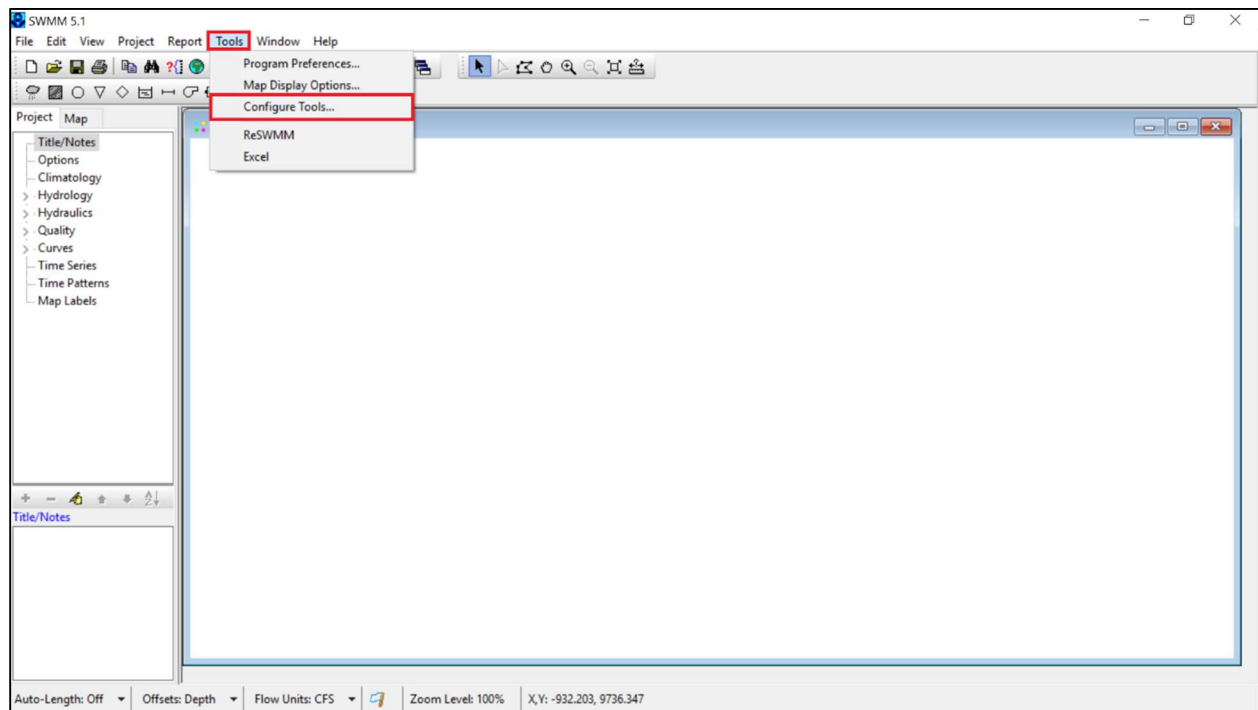 SWMM 5.1
File Edit View Project Report Tools Window Help
Program Preferences...
Map Display Options...
Configure Tools...
ReSWMM
Excel
Project Map
Title/Notes
Options
Climatology
Hydrology
Hydraulics
Quality
Curves
Time Series
Time Patterns
Map Labels
Title/Notes
Auto-Length: Off Offsets: Depth Flow Units: CFS Zoom Level: 100% X,Y: -932.203, 9736.347